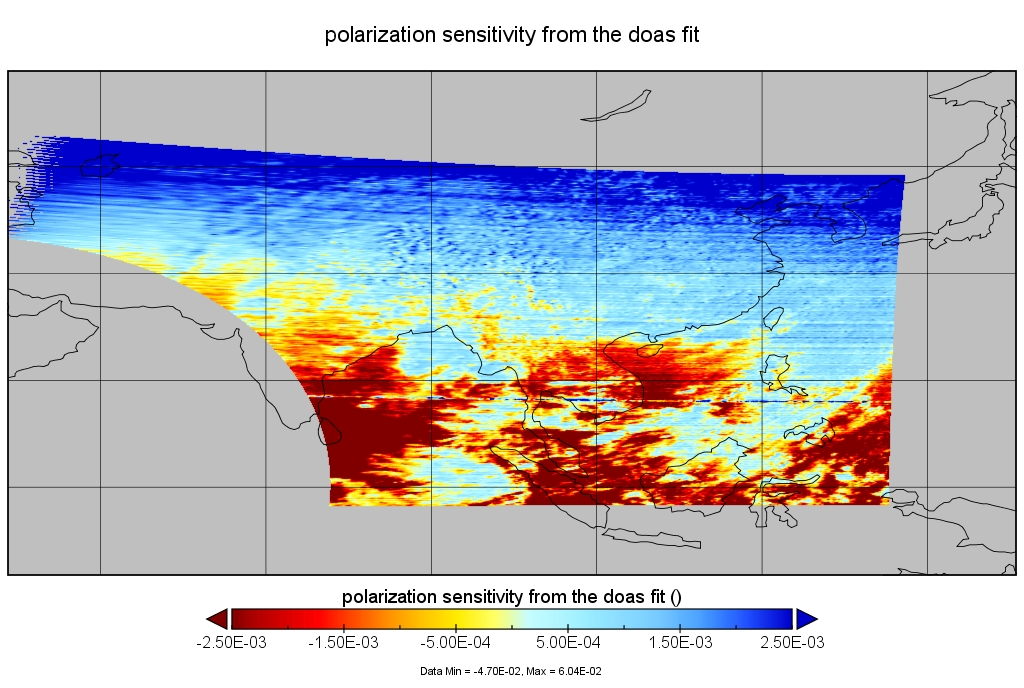 polarization sensitivity from the doas fit
polarization sensitivity from the doas fit ()
-2.50E-03 -1.50E-03 -5.00E-04 5.00E-04 1.50E-03 2.50E-03
Data Min = -4.70E-02, Max = 6.04E-02